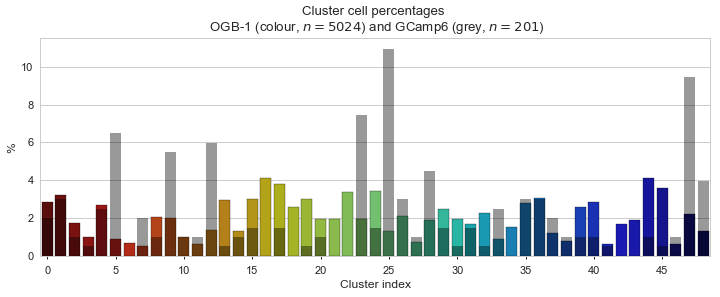 Cluster cell percentages
OGB-1 (colour, n = 5024) and GCamp6 (grey, n = 201)
%
10
8
6
4
2
0
0 5 10 15 20 25 30 35 40 45
Cluster index